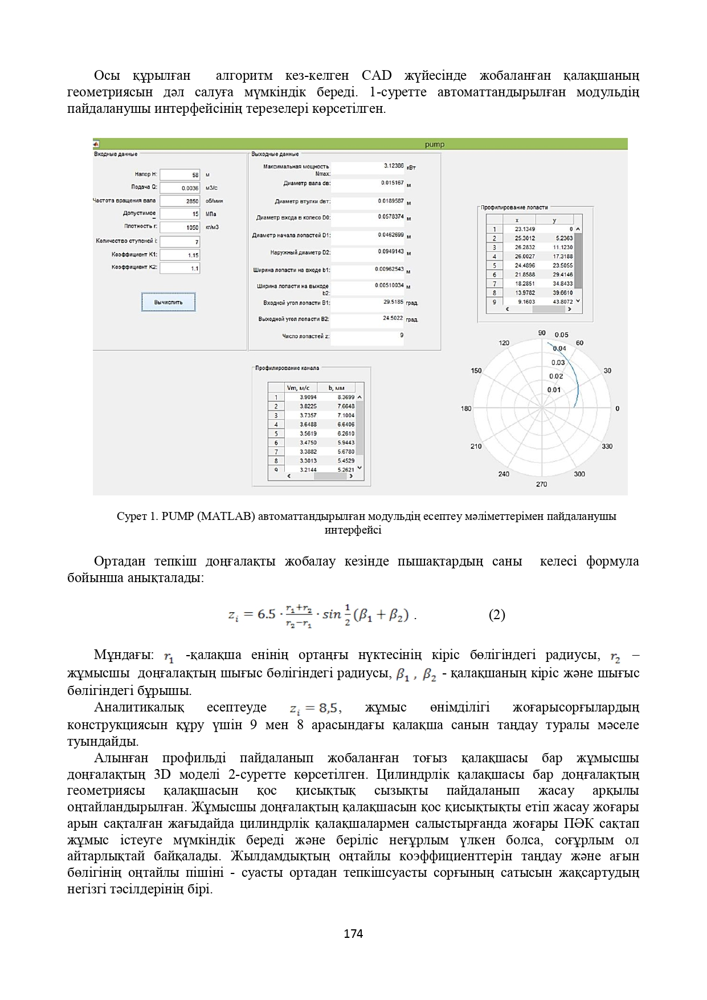 Осы құрылған алгоритм кез-келген CAD жүйесінде жобаланған қалақшаның
геометриясын дәл салуға мүмкіндік береді. 1-суретте автоматтандырылған модульдің
пайдаланушы интерфейсінің терезелері көрсетілген.
pump
Входные данные
Напор H: 58 м
Подача Q: 0.0036 м3/с
Частота вращения вала 2850 об/мин
Допустимое 15 МПа
Плотность r: 1050 кг/м3
Количество ступеней i: 7
Коэффициент K1: 1.15
Коэффициент K2: 1.1
Вычислить
Выходные данные
Максимальная мощность 3.12386 кВт
Nmax:
Диаметр вала dв: 0.015167 м
Диаметр втулки dвт: 0.0189587 м
Диаметр входа в колесо D0: 0.0578374 м
Диаметр начала лопастей D1: 0.0462699 м
Наружный диаметр D2: 0.0949143 м
Ширина лопасти на входе b1: 0.00962543 м
Ширина лопасти на выходе 0.00510034 м
b2:
Входной угол лопасти B1: 29.5185 град.
Выходной угол лопасти B2: 24.5022 град.
Число лопастей z: 9
Профилирование лопасти
x y
1 23.1349 0
2 25.3012 5.2363
3 26.2832 11.1230
4 26.0027 17.3188
5 24.4896 23.5055
6 21.8588 29.4146
7 18.2851 34.8433
8 13.9782 39.6610
9 9.1603 43.8072
Профилирование канала
Vm, м/с b, мм
1 3.9094 8.3699
2 3.8225 7.6648
3 3.7357 7.1004
4 3.6488 6.6406
5 3.5619 6.2610
6 3.4750 5.9443
7 3.3882 5.6780
8 3.3013 5.4529
9 3.2144 5.2621
90 0.05
120 0.04 60
0.03
150 0.02 30
0.01
180 0
210 330
240 300
270
Сурет 1. PUMP (MATLAB) автоматтандырылған модульдің есептеу мәліметтерімен пайдаланушы
интерфейсі
Ортадан тепкіш доңғалақты жобалау кезінде пышақтардың саны келесі формула
бойынша анықталады:
z_i = 6.5 · (r₁+r₂)/(r₂−r₁) · sin 1/2 (β₁ + β₂) . (2)
Мұндағы: r₁ -қалақша енінің ортаңғы нүктесінің кіріс бөлігіндегі радиусы, r₂ –
жұмысшы доңғалақтың шығыс бөлігіндегі радиусы, β₁ , β₂ - қалақшаның кіріс және шығыс
бөлігіндегі бұрышы.
Аналитикалық есептеуде z_i = 8,5, жұмыс өнімділігі жоғарысорғылардың
конструкциясын құру үшін 9 мен 8 арасындағы қалақша санын таңдау туралы мәселе
туындайды.
Алынған профильді пайдаланып жобаланған тоғыз қалақшасы бар жұмысшы
доңғалақтың 3D моделі 2-суретте көрсетілген. Цилиндрлік қалақшасы бар доңғалақтың
геометриясы қалақшасын қос қисықтық сызықты пайдаланып жасау арқылы
оңтайландырылған. Жұмысшы доңғалақтың қалақшасын қос қисықтықты етіп жасау жоғары
арын сақталған жағыдайда цилиндрлік қалақшалармен салыстырғанда жоғары ПӘК сақтап
жұмыс істеуге мүмкіндік береді және беріліс неғұрлым үлкен болса, соғұрлым ол
айтарлықтай байқалады. Жылдамдықтың оңтайлы коэффициенттерін таңдау және ағын
бөлігінің оңтайлы пішіні - суасты ортадан тепкішсуасты сорғының сатысын жақсартудың
негізгі тәсілдерінің бірі.
174